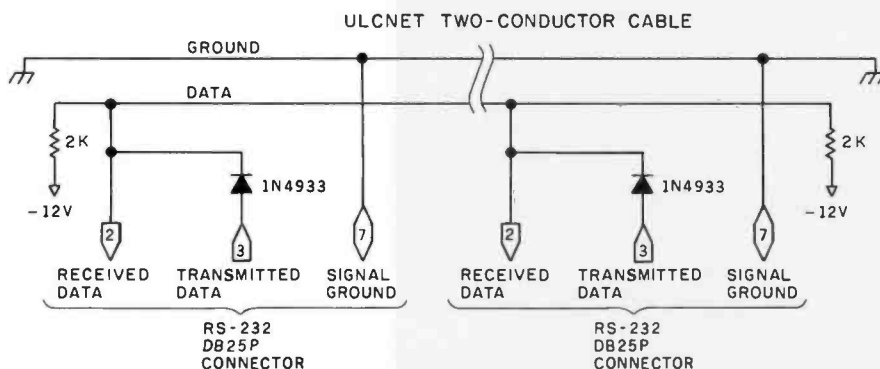 ULCNET TWO-CONDUCTOR CABLE
GROUND
DATA
2K
-12V
1N4933
2
3
7
RECEIVED DATA
TRANSMITTED DATA
SIGNAL GROUND
RS-232
DB25P
CONNECTOR
1N4933
2K
-12V
2
3
7
RECEIVED DATA
TRANSMITTED DATA
SIGNAL GROUND
RS-232
DB25P
CONNECTOR